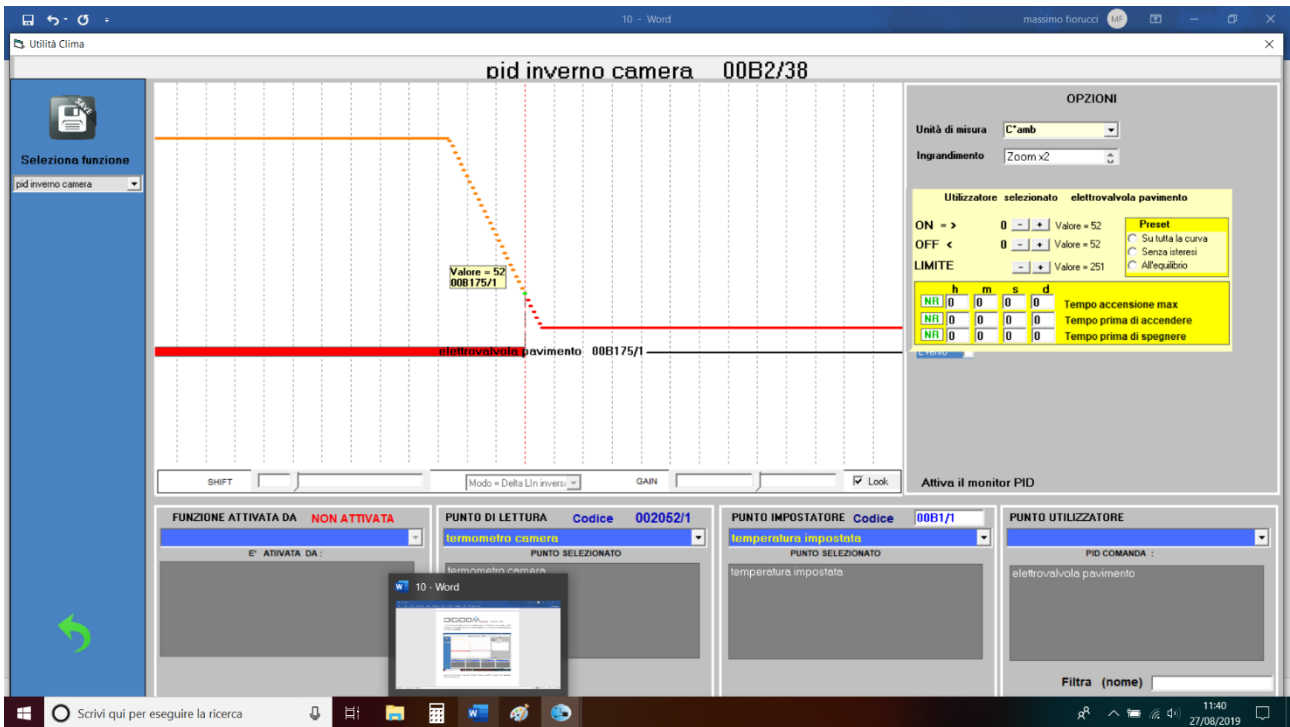 10 - Word
massimo fiorucci
MF
Utilità Clima
pid inverno camera 00B2/38
SAVE
Seleziona funzione
pid inverno camera
Valore = 52
00B175/1
elettrovalvola pavimento 00B175/1
SHIFT
Modo = Delta LIn invers
GAIN
Look
OPZIONI
Unità di misura C°amb
Ingrandimento Zoom x2
Utilizzatore selezionato elettrovalvola pavimento
ON = > 0 - + Valore = 52
OFF < 0 - + Valore = 52
LIMITE - + Valore = 251
Preset
Su tutta la curva
Senza isteresi
All'equilibrio
h m s d
NR 0 0 0 0 Tempo accensione max
NR 0 0 0 0 Tempo prima di accendere
NR 0 0 0 0 Tempo prima di spegnere
Evento
Attiva il monitor PID
FUNZIONE ATTIVATA DA NON ATTIVATA
E' ATIIVATA DA :
PUNTO DI LETTURA Codice 002052/1
termometro camera
PUNTO SELEZIONATO
termometro camera
PUNTO IMPOSTATORE Codice 00B1/1
temperatura impostata
PUNTO SELEZIONATO
temperatura impostata
PUNTO UTILIZZATORE
PID COMANDA :
elettrovalvola pavimento
Filtra (nome)
10 - Word
Scrivi qui per eseguire la ricerca
11:40
27/08/2019